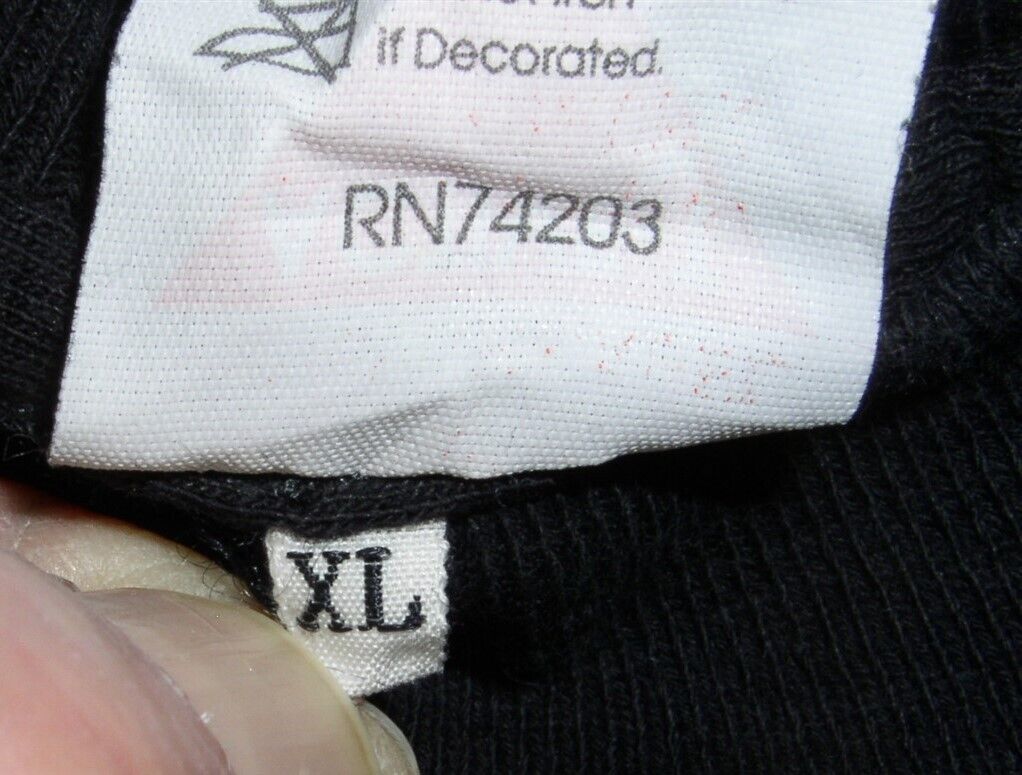 if Decorated.
RN74203
XL